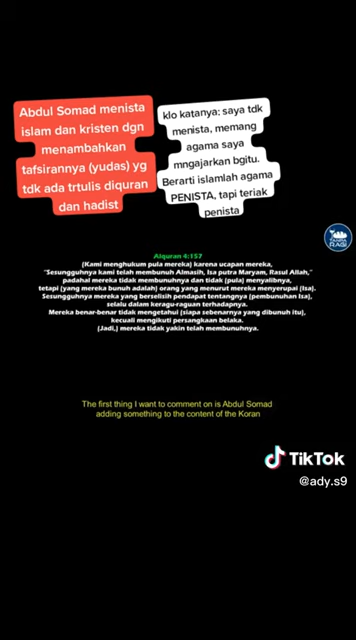 Abdul Somad menista
islam dan kristen dgn
menambahkan
tafsirannya (yudas) yg
tdk ada trtulis diquran
dan hadist
klo katanya: saya tdk
menista, memang
agama saya
mngajarkan bgitu.
Berarti islamlah agama
PENISTA, tapi teriak
penista
Alquran 4:157
(Kami menghukum pula mereka) karena ucapan mereka,
"Sesungguhnya kami telah membunuh Almasih, Isa putra Maryam, Rasul Allah,"
padahal mereka tidak membunuhnya dan tidak (pula) menyalibnya,
tetapi (yang mereka bunuh adalah) orang yang menurut mereka menyerupai (Isa).
Sesungguhnya mereka yang berselisih pendapat tentangnya (pembunuhan Isa),
selalu dalam keragu-raguan terhadapnya.
Mereka benar-benar tidak mengetahui (siapa sebenarnya yang dibunuh itu),
kecuali mengikuti persangkaan belaka.
(Jadi,) mereka tidak yakin telah membunuhnya.
The first thing I want to comment on is Abdul Somad
adding something to the content of the Koran
TikTok
@ady.s9